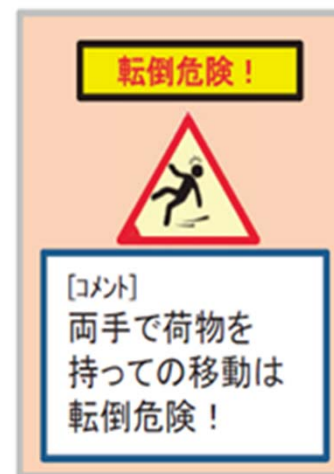 転倒危険！
[コメント]
両手で荷物を
持っての移動は
転倒危険！